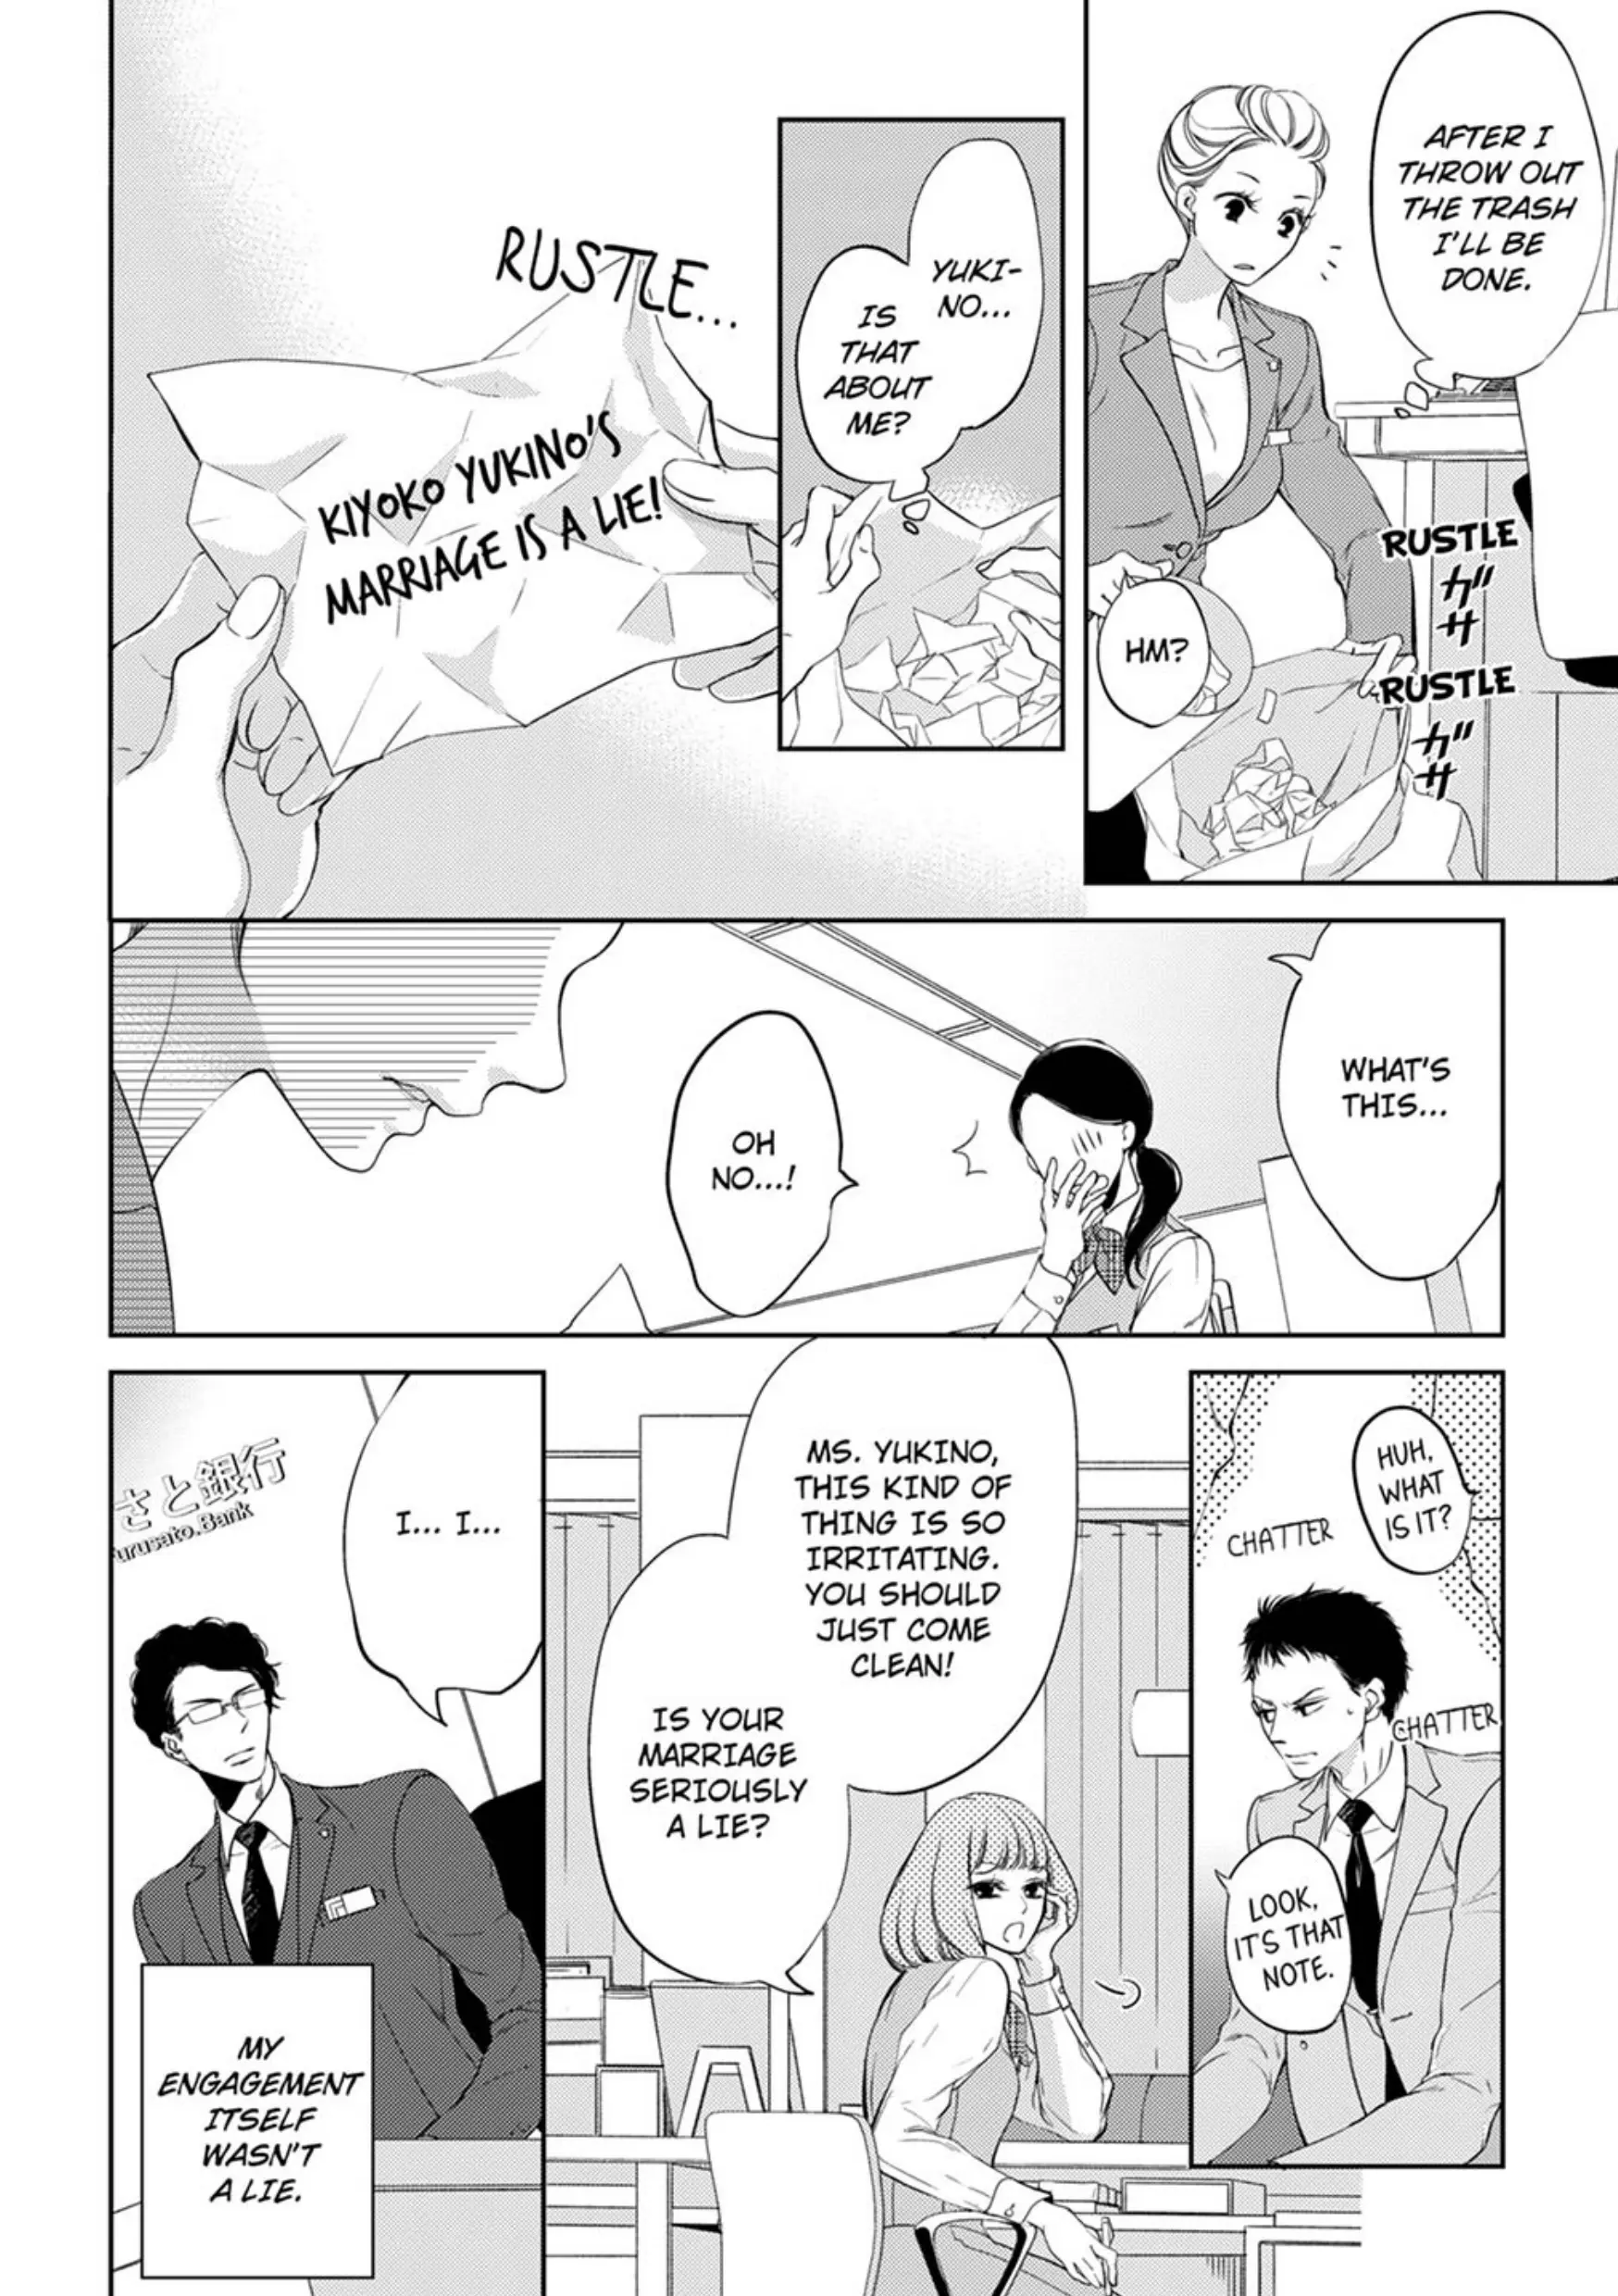 AFTER I
THROW OUT
THE TRASH
I'LL BE
DONE.
HM?
RUSTLE
ガサ
RUSTLE
ガサ
YUKI-
NO...
IS
THAT
ABOUT
ME?
RUSTLE...
KIYOKO YUKINO'S
MARRIAGE IS A LIE!
WHAT'S
THIS...
OH
NO...!
HUH,
WHAT
IS IT?
CHATTER
CHATTER
LOOK,
IT'S THAT
NOTE.
MS. YUKINO,
THIS KIND OF
THING IS SO
IRRITATING.
YOU SHOULD
JUST COME
CLEAN!
IS YOUR
MARRIAGE
SERIOUSLY
A LIE?
I... I...
さと銀行
urusato.Bank
MY
ENGAGEMENT
ITSELF
WASN'T
A LIE.